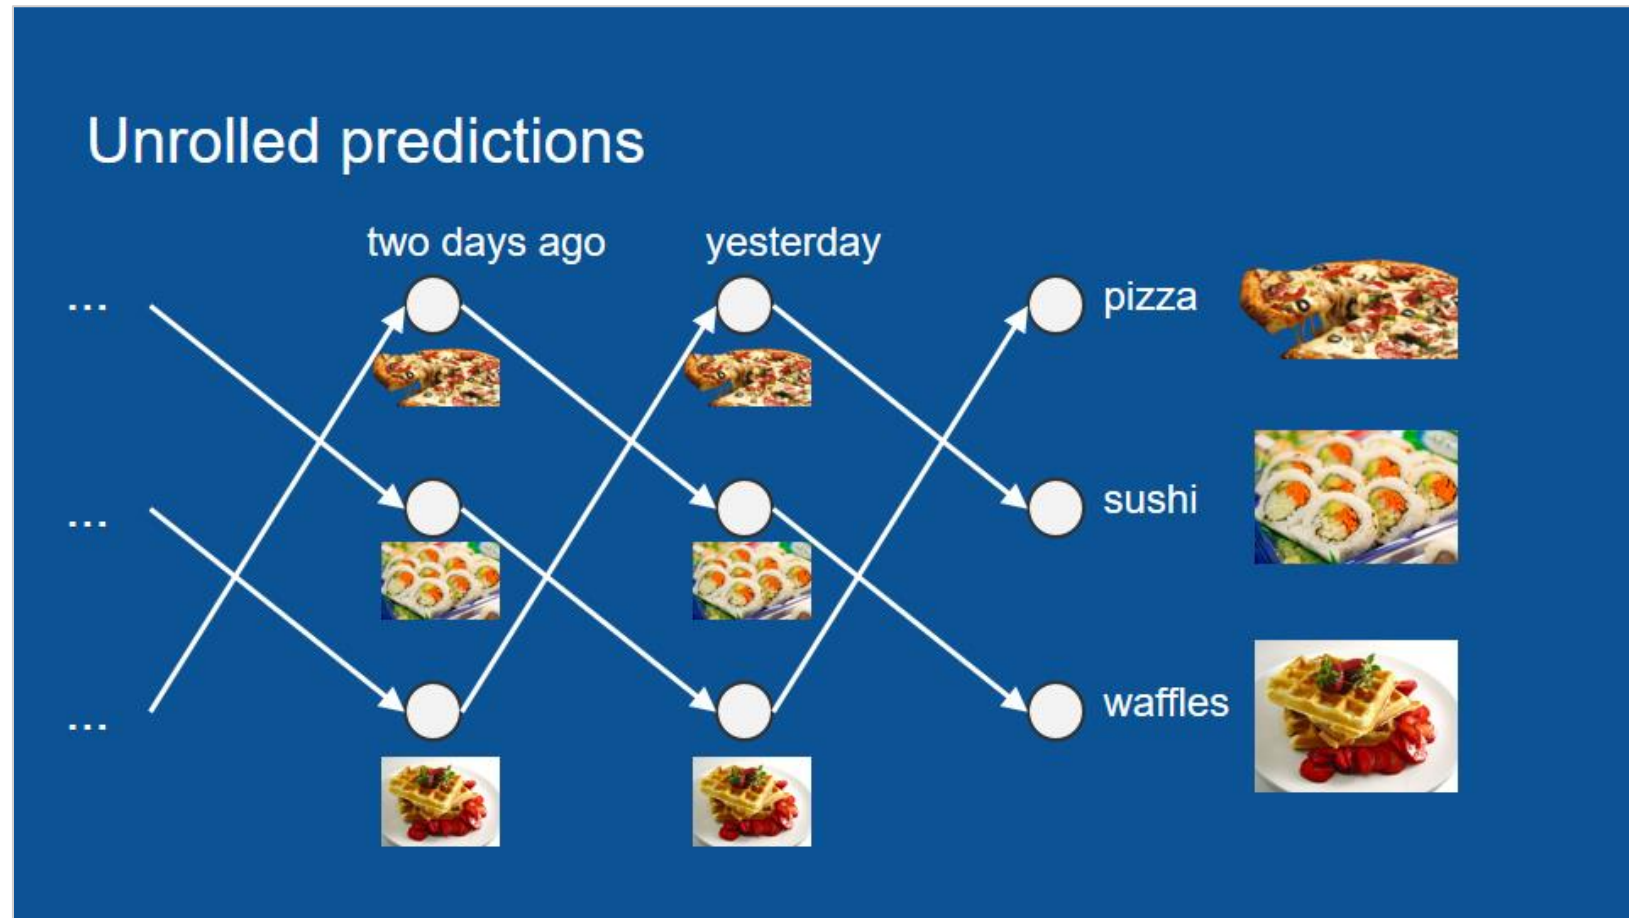 Unrolled predictions
two days ago
yesterday
...
pizza
...
sushi
...
waffles